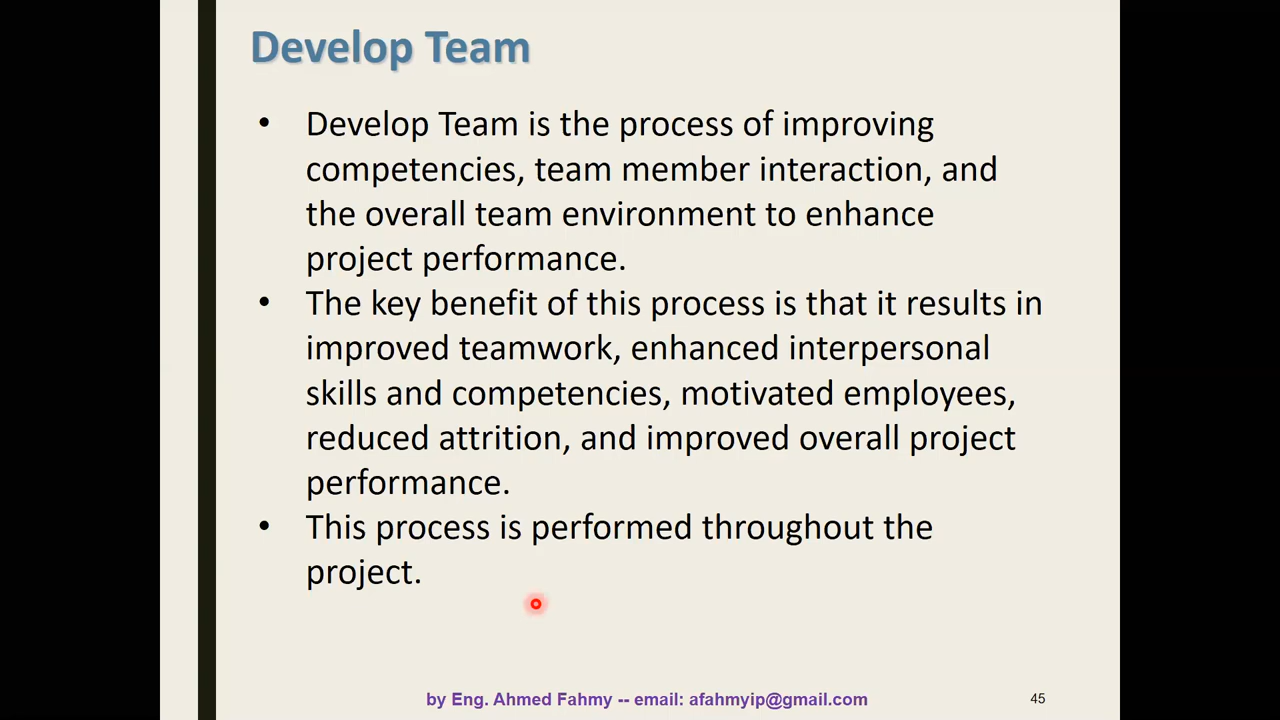 Develop Team
• Develop Team is the process of improving
competencies, team member interaction, and
the overall team environment to enhance
project performance.
• The key benefit of this process is that it results in
improved teamwork, enhanced interpersonal
skills and competencies, motivated employees,
reduced attrition, and improved overall project
performance.
• This process is performed throughout the
project.
by Eng. Ahmed Fahmy -- email: afahmyip@gmail.com
45